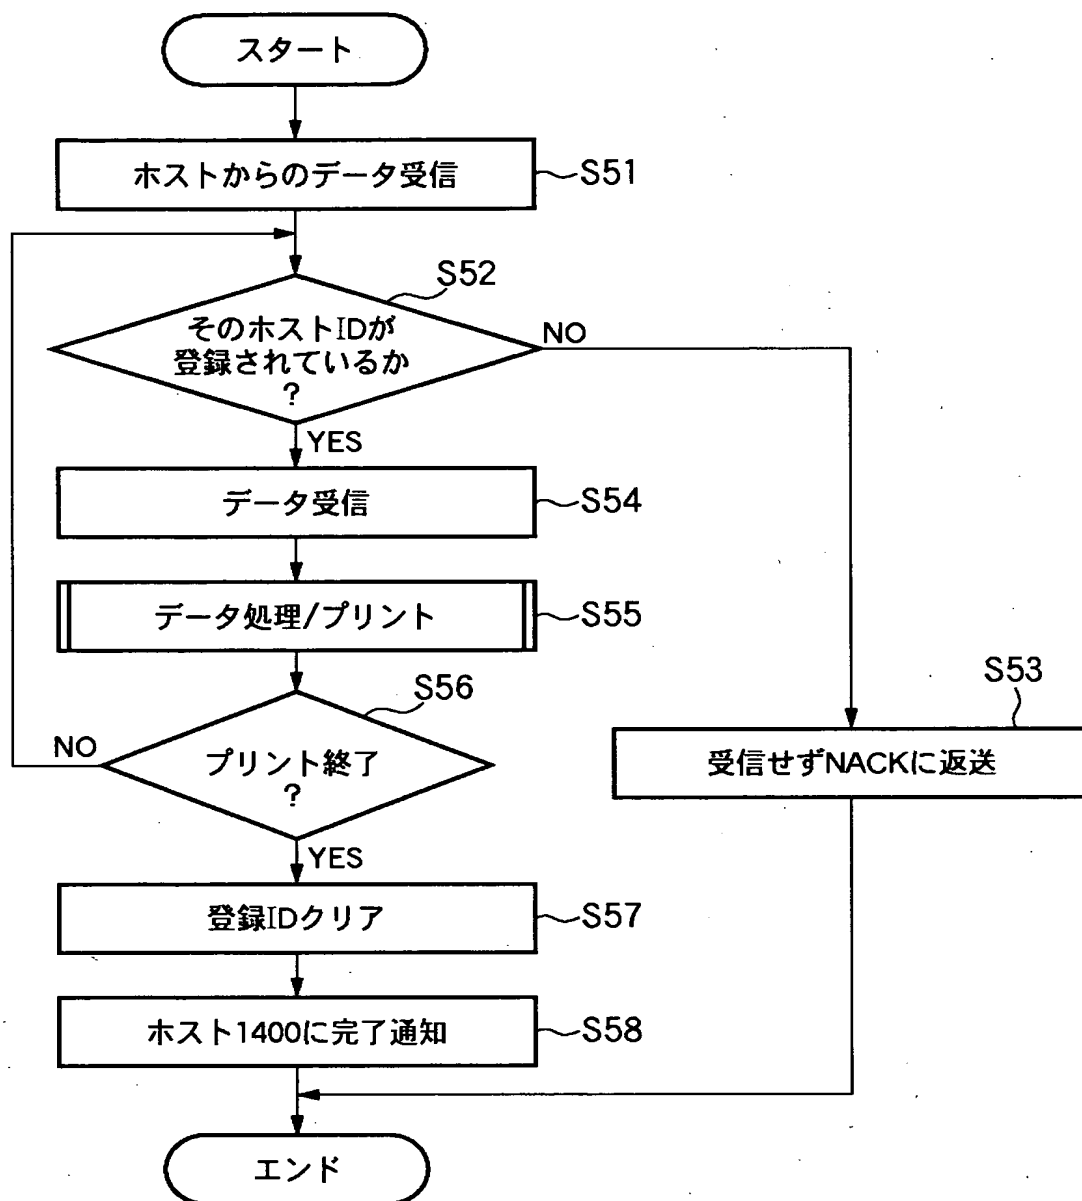 スタート
ホストからのデータ受信
S51
S52
そのホストIDが
登録されているか
?
NO
YES
データ受信
S54
データ処理/プリント
S55
S56
プリント終了
?
NO
YES
S53
受信せずNACKに返送
登録IDクリア
S57
ホスト1400に完了通知
S58
エンド